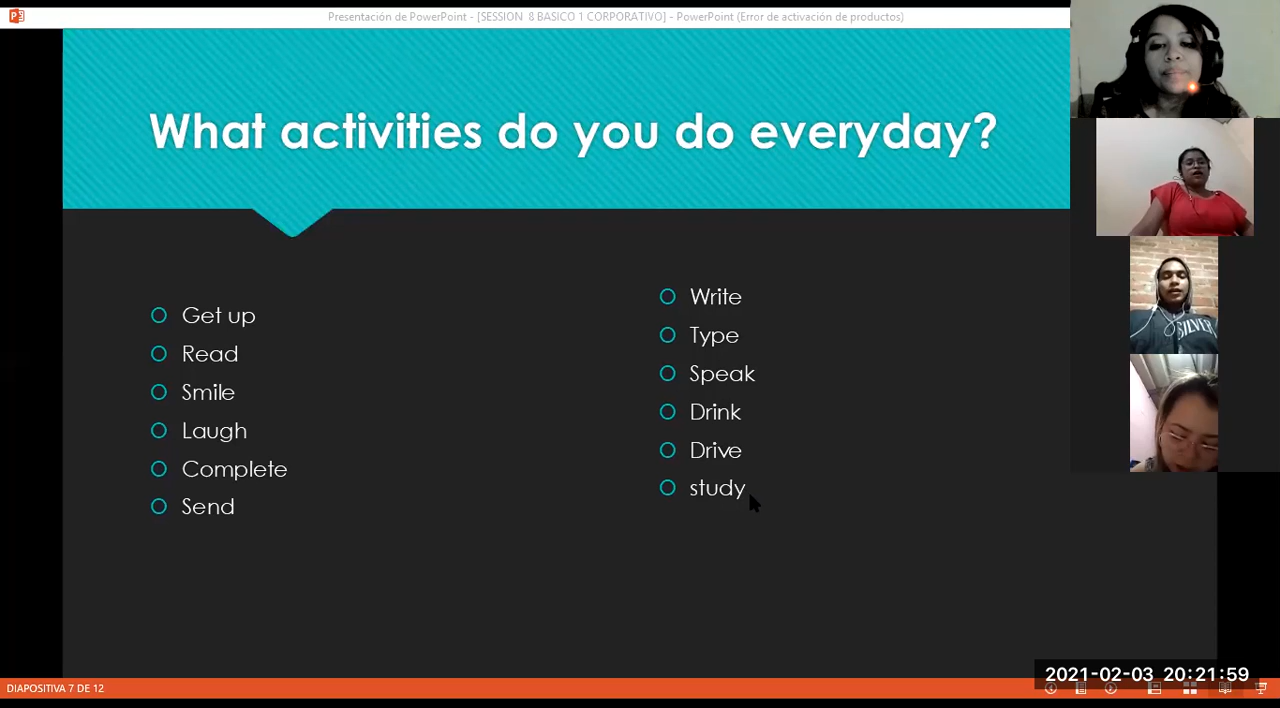 Presentación de PowerPoint - [SESSION 8 BASICO 1 CORPORATIVO] - PowerPoint (Error de activación de productos)
What activities do you do everyday?
Get up
Read
Smile
Laugh
Complete
Send
Write
Type
Speak
Drink
Drive
study
SILVER
2021-02-03 20:21:59
DIAPOSITIVA 7 DE 12